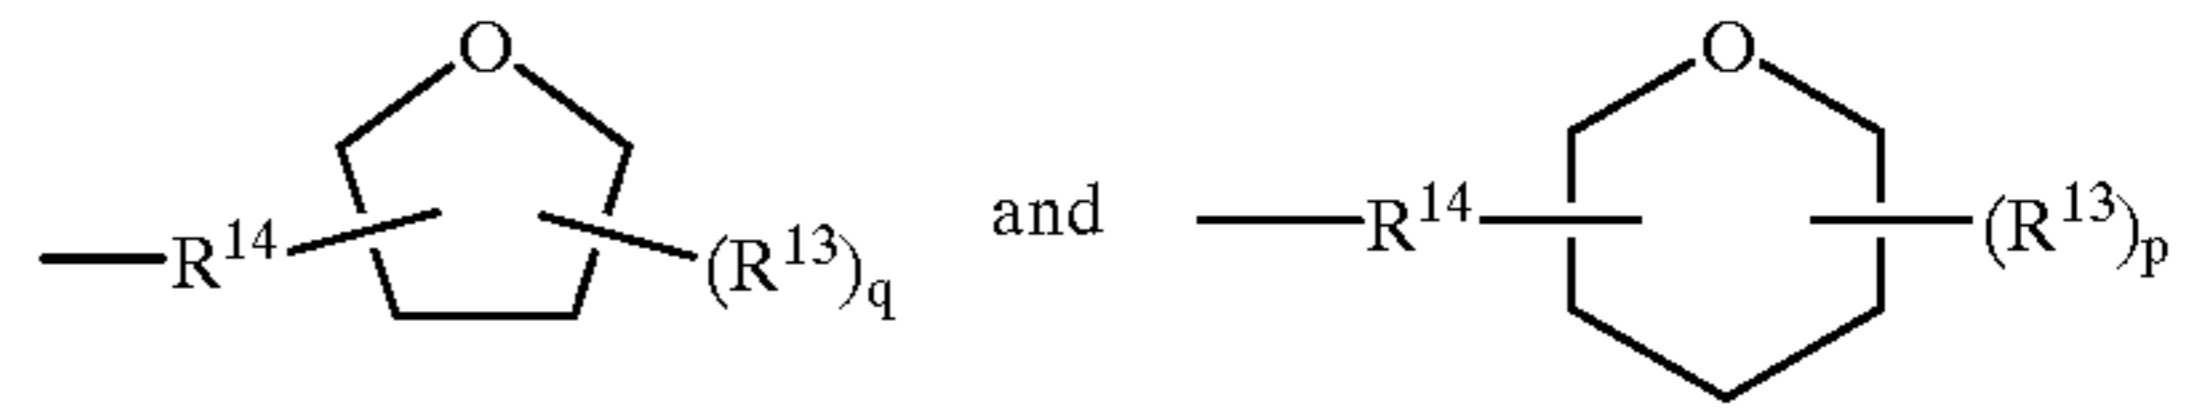 O O
—R¹⁴ (R¹³)q and —R¹⁴ (R¹³)p